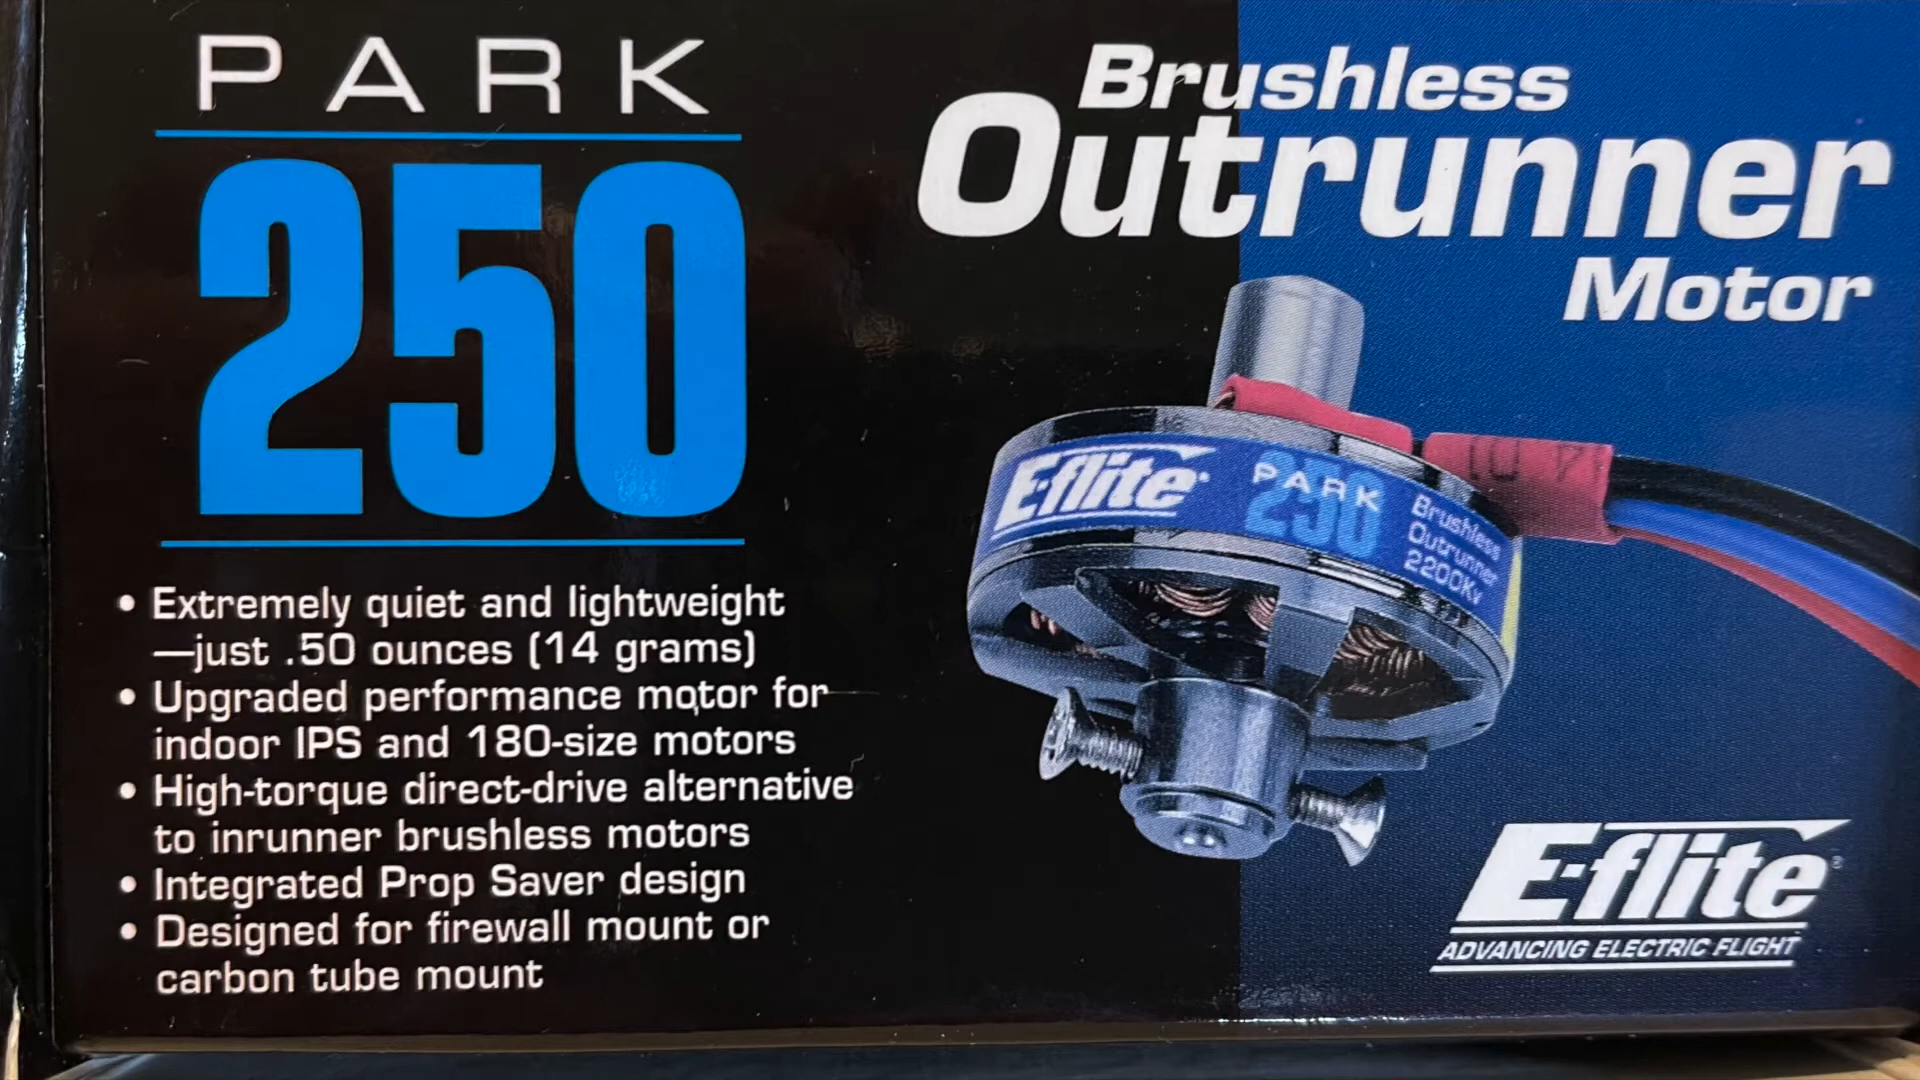 PARK
250
• Extremely quiet and lightweight
—just .50 ounces (14 grams)
• Upgraded performance motor for
indoor IPS and 180-size motors
• High-torque direct-drive alternative
to inrunner brushless motors
• Integrated Prop Saver design
• Designed for firewall mount or
carbon tube mount
Brushless
Outrunner
Motor
E-flite
PARK
250
Brushless
Outrunner
2200Kv
E-flite®
ADVANCING ELECTRIC FLIGHT